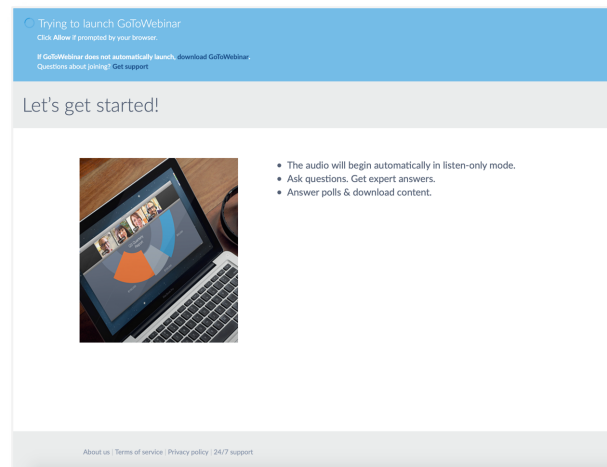 Trying to launch GoToWebinar
Click Allow if prompted by your browser.
If GoToWebinar does not automatically launch, download GoToWebinar.
Questions about joining? Get support
Let's get started!
• The audio will begin automatically in listen-only mode.
• Ask questions. Get expert answers.
• Answer polls & download content.
About us | Terms of service | Privacy policy | 24/7 support